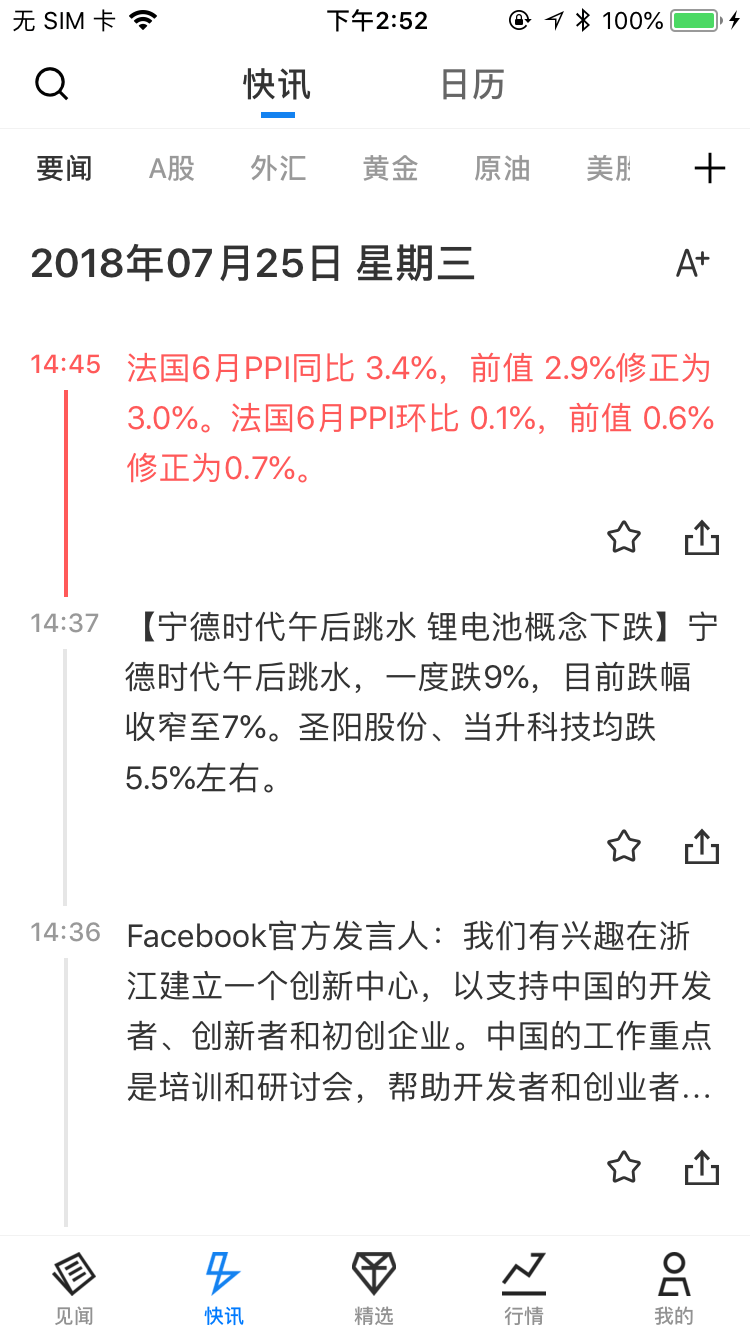 无 SIM 卡 下午2:52 100%
快讯 日历
要闻 A股 外汇 黄金 原油 美股
2018年07月25日 星期三 A+
14:45 法国6月PPI同比 3.4%，前值 2.9%修正为
3.0%。法国6月PPI环比 0.1%，前值 0.6%
修正为0.7%。
14:37 【宁德时代午后跳水 锂电池概念下跌】宁
德时代午后跳水，一度跌9%，目前跌幅
收窄至7%。圣阳股份、当升科技均跌
5.5%左右。
14:36 Facebook官方发言人：我们有兴趣在浙
江建立一个创新中心，以支持中国的开发
者、创新者和初创企业。中国的工作重点
是培训和研讨会，帮助开发者和创业者...
见闻 快讯 精选 行情 我的